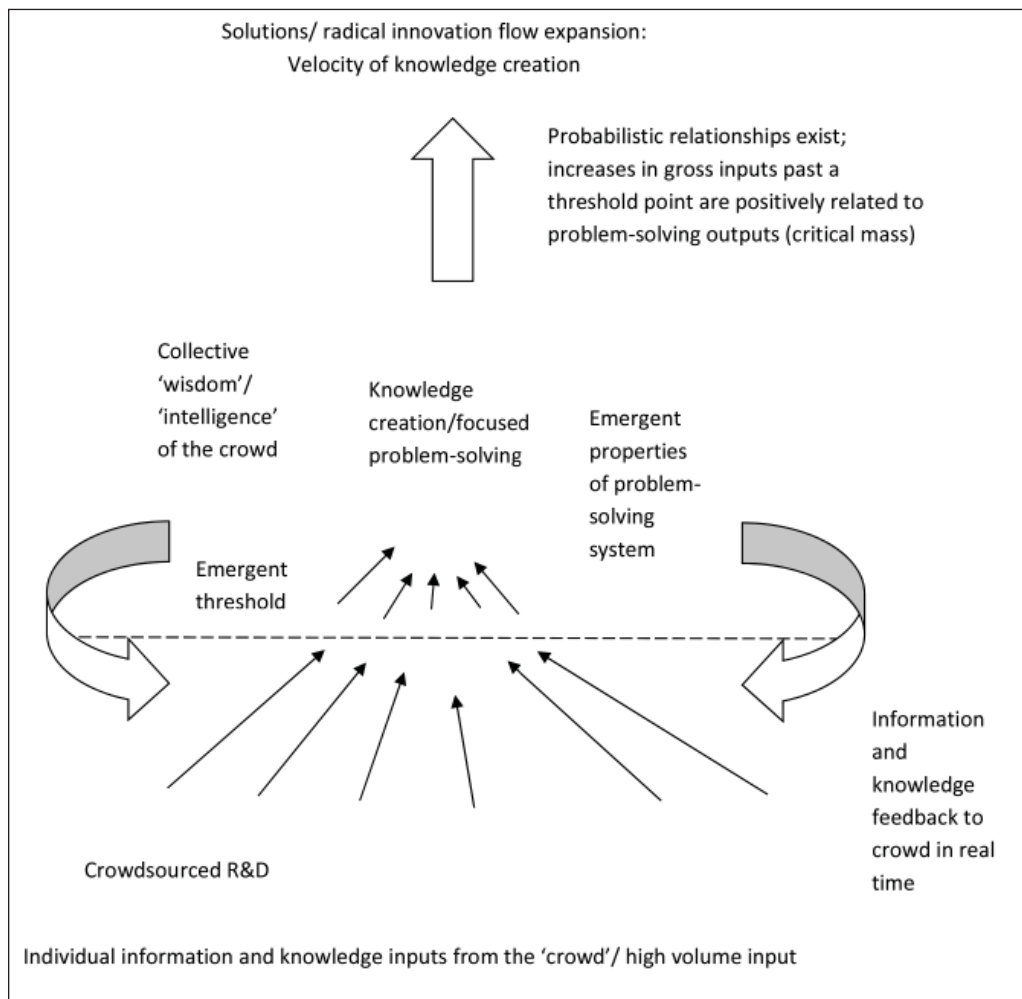 Solutions/ radical innovation flow expansion:
Velocity of knowledge creation
Probabilistic relationships exist;
increases in gross inputs past a
threshold point are positively related to
problem-solving outputs (critical mass)
Collective
‘wisdom’/
‘intelligence’
of the crowd
Knowledge
creation/focused
problem-solving
Emergent
properties
of problem-
solving
system
Emergent
threshold
Information
and
knowledge
feedback to
crowd in real
time
Crowdsourced R&D
Individual information and knowledge inputs from the ‘crowd’/ high volume input